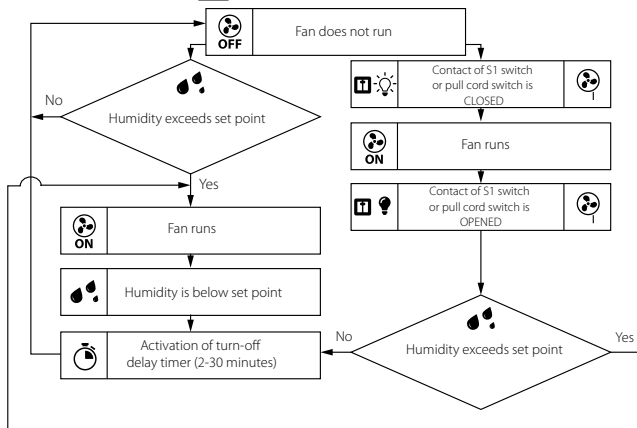 OFF
Fan does not run
No
Humidity exceeds set point
Yes
ON
Fan runs
Humidity is below set point
Activation of turn-off
delay timer (2-30 minutes)
Contact of S1 switch
or pull cord switch is
CLOSED
ON
Fan runs
Contact of S1 switch
or pull cord switch is
OPENED
No
Humidity exceeds set point
Yes